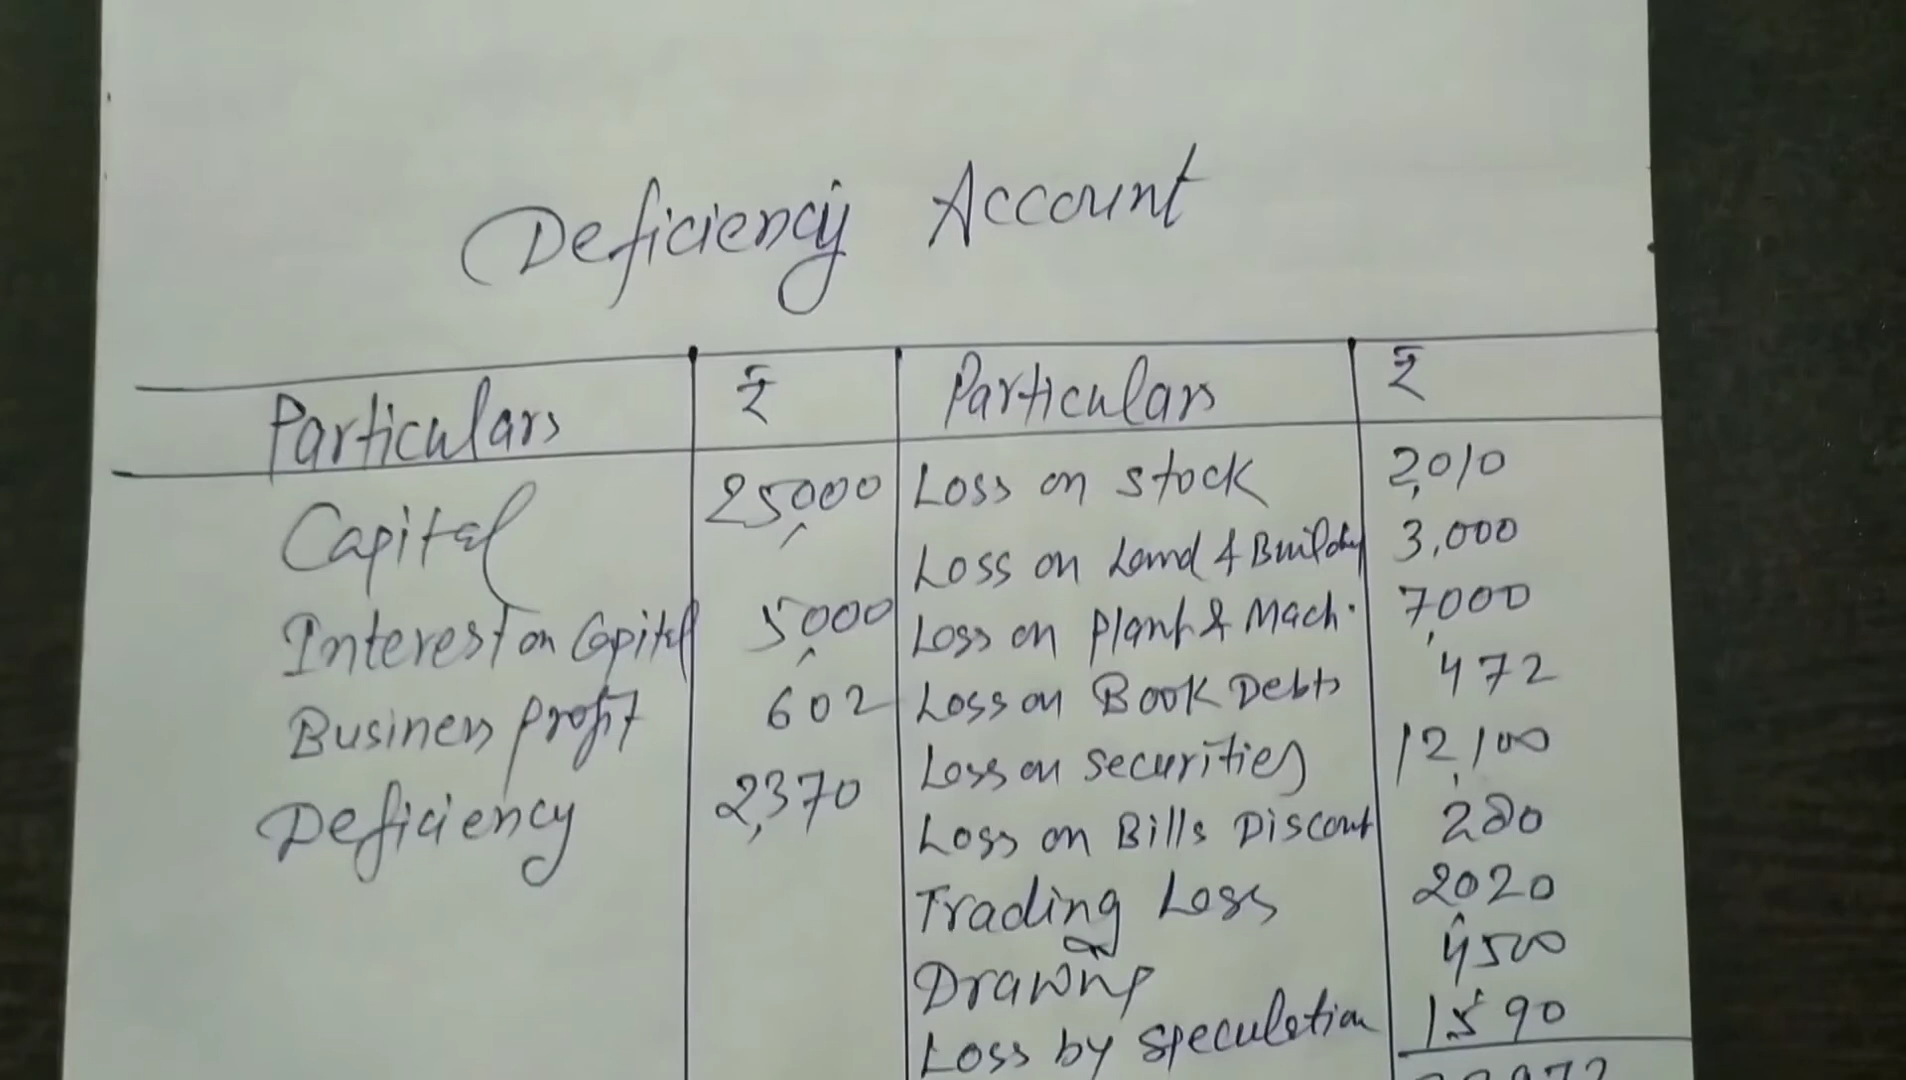 Deficiency Account
Particulars ₹ Particulars ₹
Capital 25,000 Loss on stock 2,010
Loss on Land & Building 3,000
Interest on Capital 5,000 Loss on Plant & Mach. 7,000
Business profit 602 Loss on Book Debts 472
Deficiency 2,370 Loss on securities 12,100
Loss on Bills Discount 280
Trading Loss 2020
Drawing 4500
Loss by speculation 1590